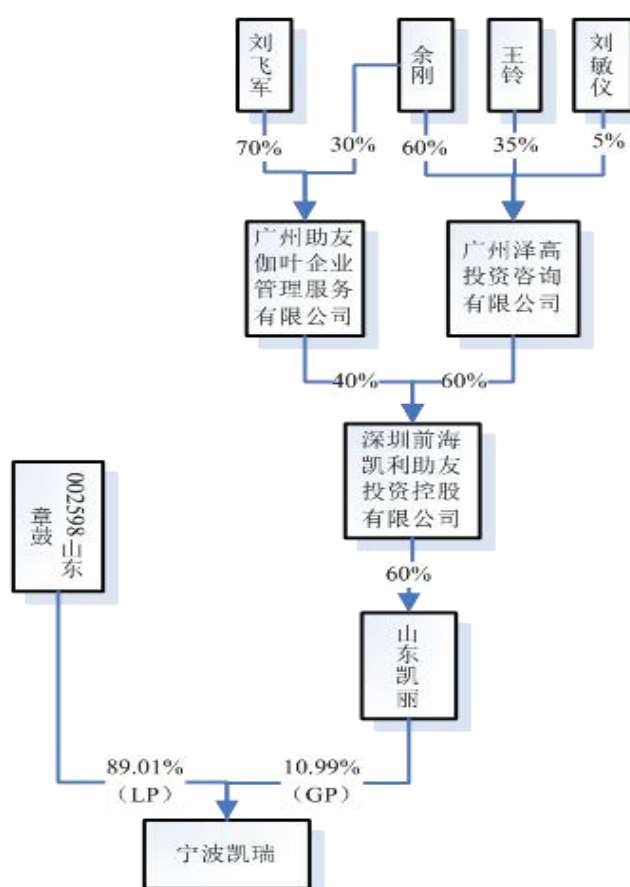 刘飞军
余刚
王铃
刘敏仪
70%
30%
60%
35%
5%
广州助友
伽叶企业
管理服务
有限公司
广州泽高
投资咨询
有限公司
40%
60%
深圳前海
凯利助友
投资控股
有限公司
002598山东
章鼓
60%
山东凯丽
89.01%
（LP）
10.99%
（GP）
宁波凯瑞